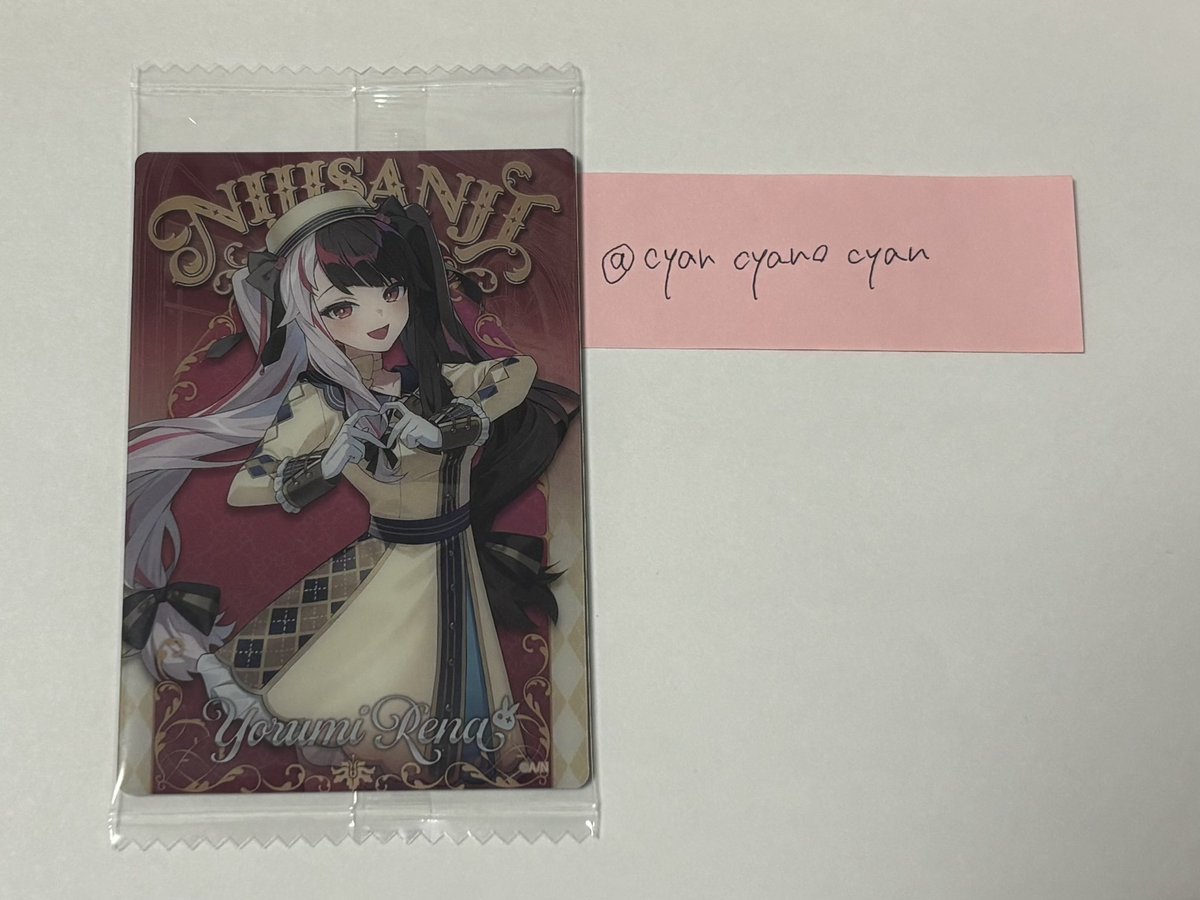 NIJISANJI
@cyan cyano cyan
Yorumi Rena
©A/N